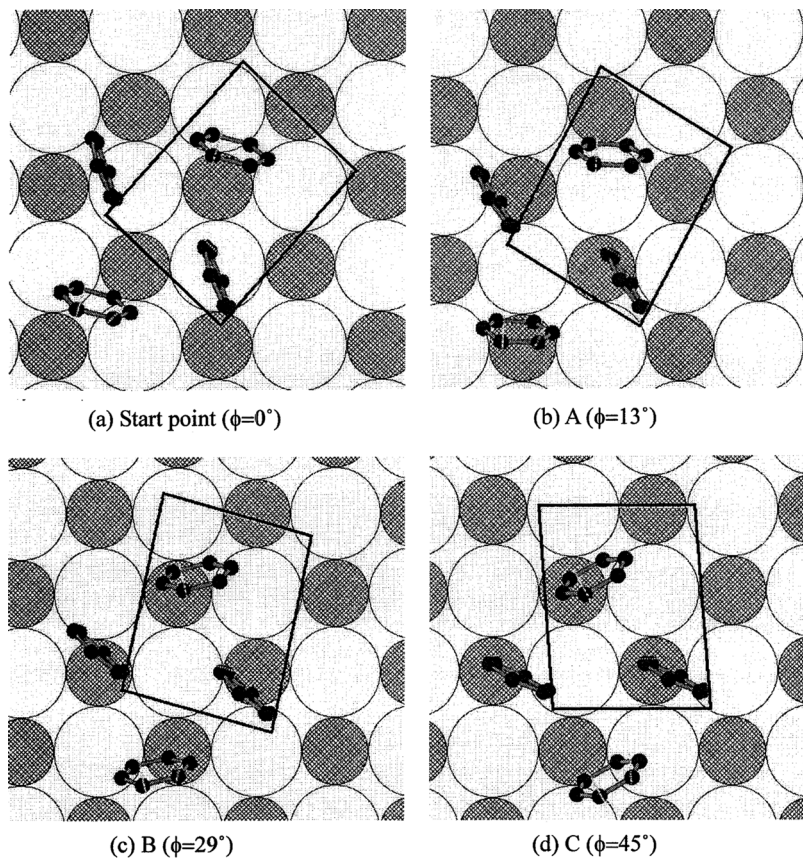 (a) Start point (ϕ=0˚)
(b) A (ϕ=13˚)
(c) B (ϕ=29˚)
(d) C (ϕ=45˚)